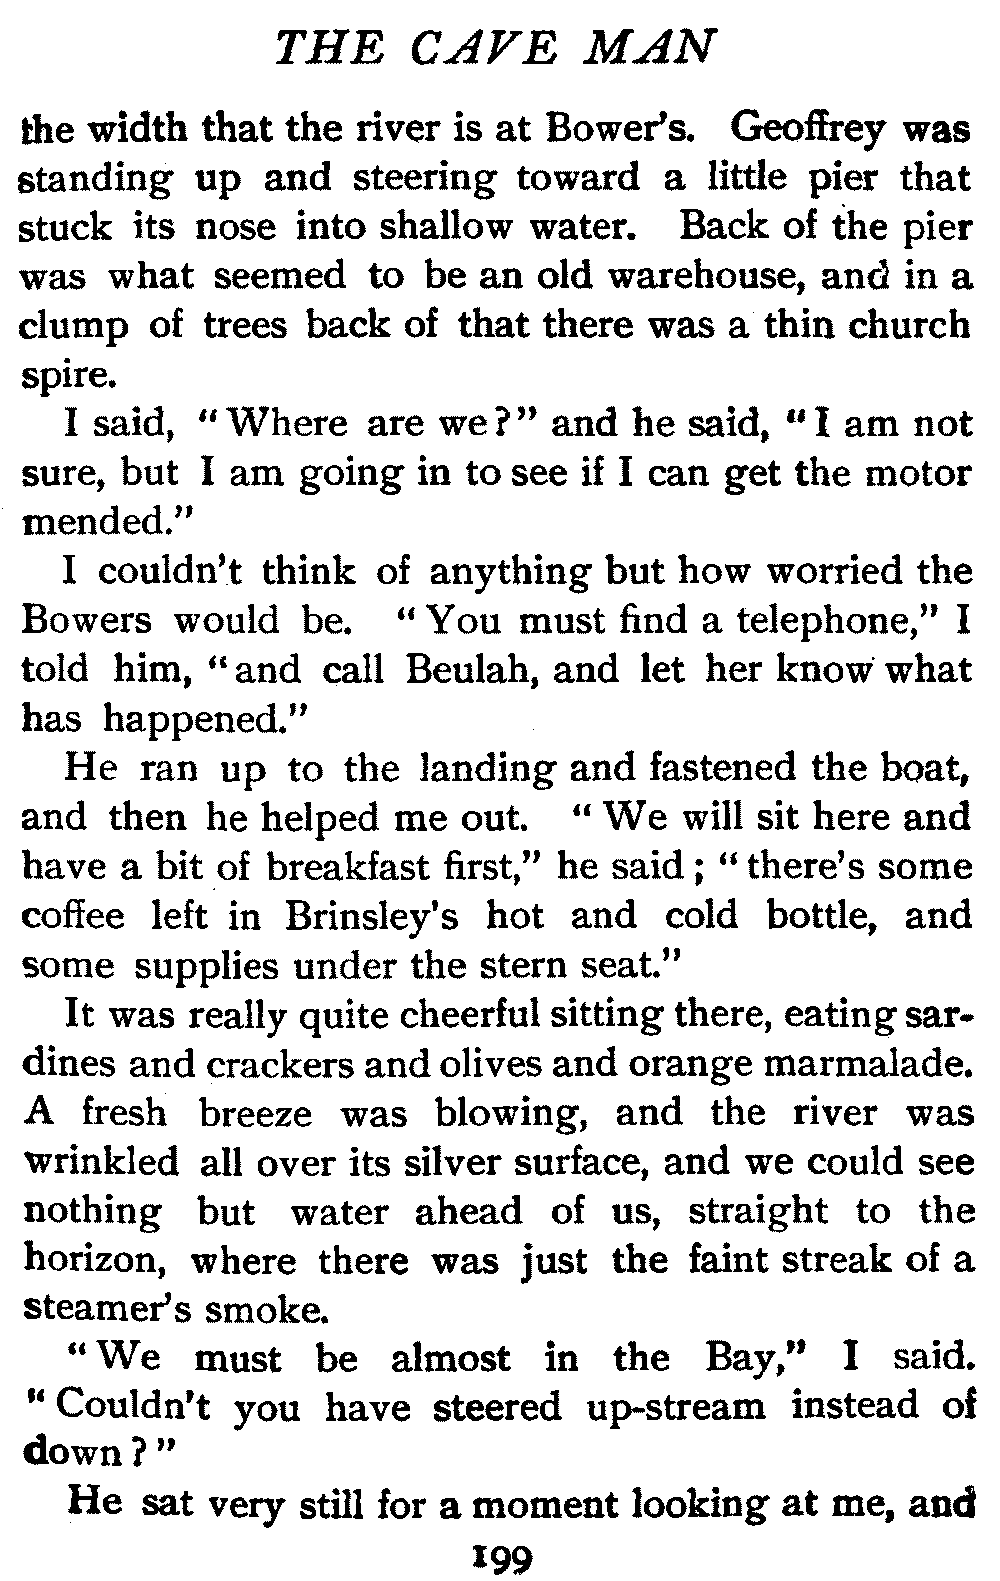 THE CAVE MAN
the width that the river is at Bower's. Geoffrey was
standing up and steering toward a little pier that
stuck its nose into shallow water. Back of the pier
was what seemed to be an old warehouse, and in a
clump of trees back of that there was a thin church
spire.
I said, "Where are we?" and he said, "I am not
sure, but I am going in to see if I can get the motor
mended."
I couldn't think of anything but how worried the
Bowers would be. "You must find a telephone," I
told him, "and call Beulah, and let her know what
has happened."
He ran up to the landing and fastened the boat,
and then he helped me out. "We will sit here and
have a bit of breakfast first," he said; "there's some
coffee left in Brinsley's hot and cold bottle, and
some supplies under the stern seat."
It was really quite cheerful sitting there, eating sar-
dines and crackers and olives and orange marmalade.
A fresh breeze was blowing, and the river was
wrinkled all over its silver surface, and we could see
nothing but water ahead of us, straight to the
horizon, where there was just the faint streak of a
steamer's smoke.
"We must be almost in the Bay," I said.
"Couldn't you have steered up-stream instead of
down?"
He sat very still for a moment looking at me, and
199